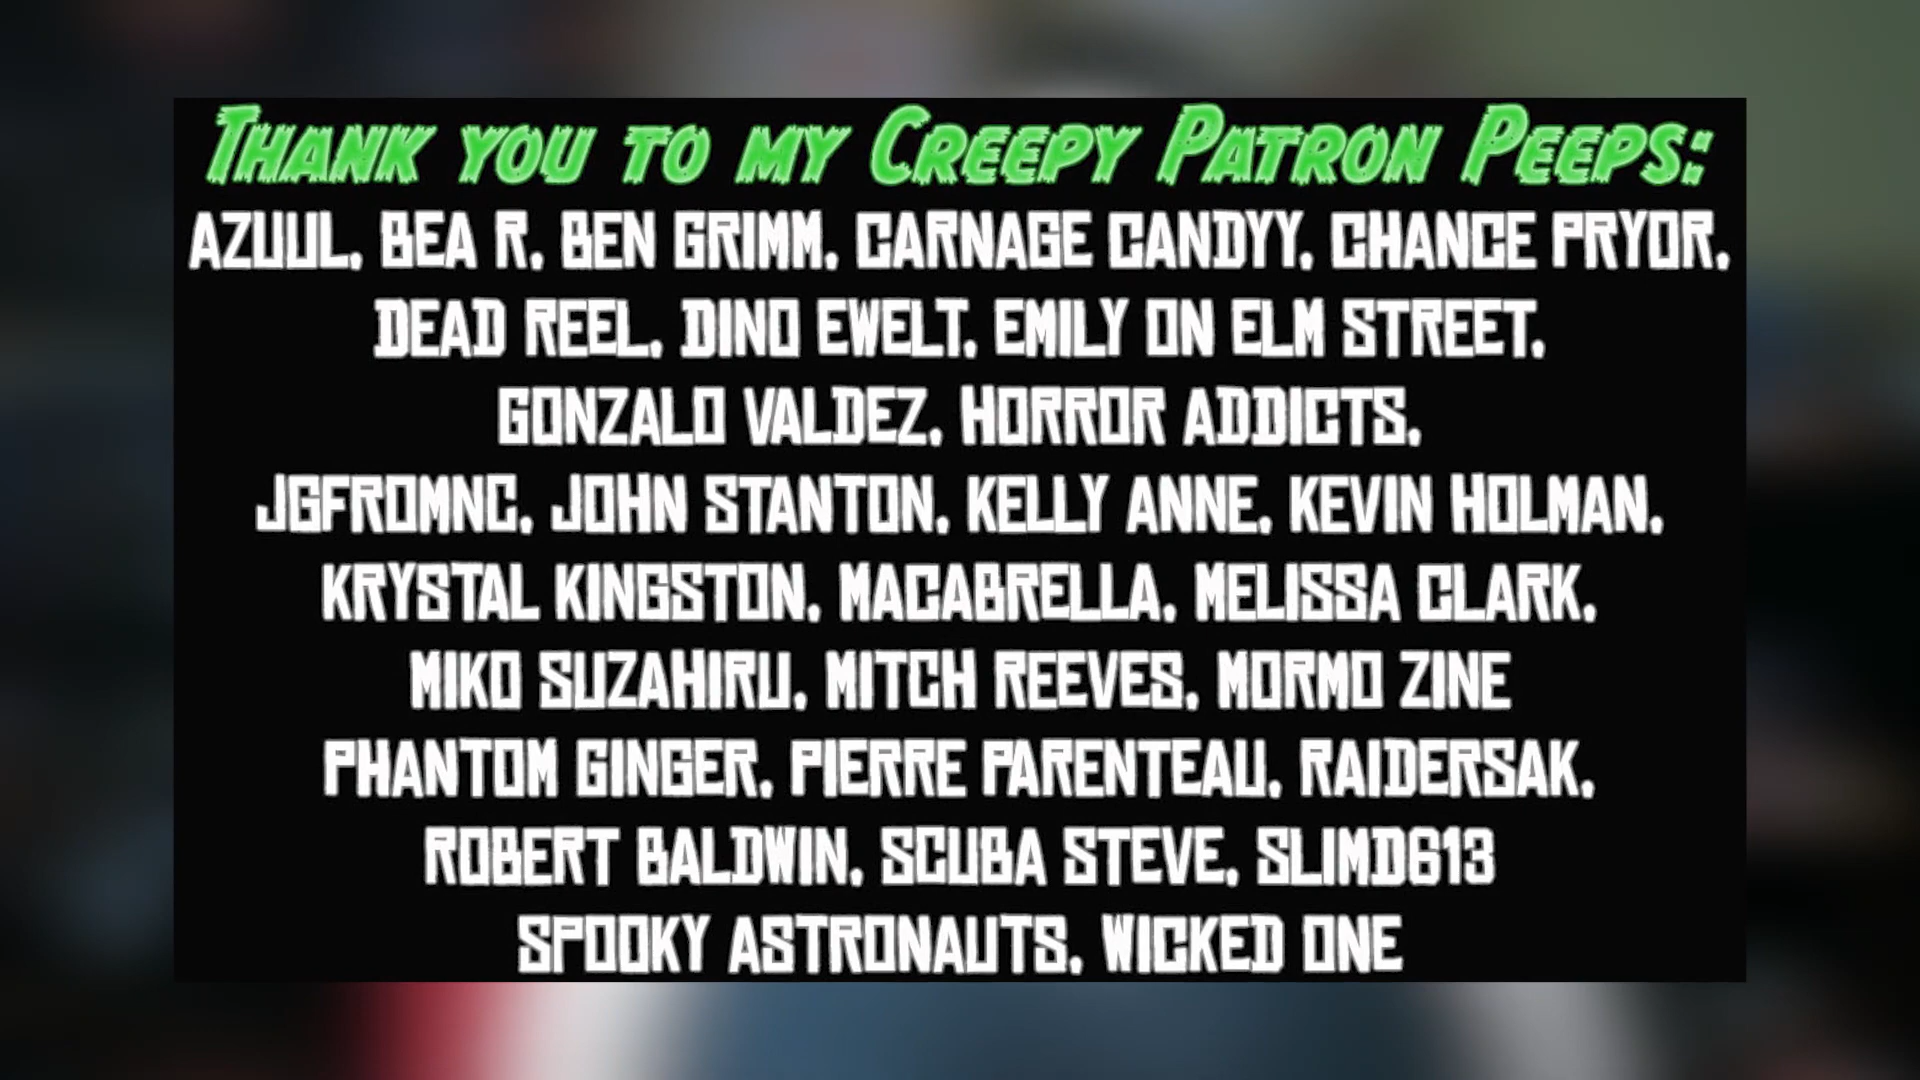 Thank you to my Creepy Patron Peeps:
AZUUL, BEA R, BEN GRIMM, CARNAGE CANDYY, CHANCE PRYOR,
DEAD REEL, DINO EWELT, EMILY ON ELM STREET,
GONZALO VALDEZ, HORROR ADDICTS,
JGFROMNC, JOHN STANTON, KELLY ANNE, KEVIN HOLMAN,
KRYSTAL KINGSTON, MACABRELLA, MELISSA CLARK,
MIKO SUZAHIRU, MITCH REEVES, MORMO ZINE
PHANTOM GINGER, PIERRE PARENTEAU, RAIDERSAK,
ROBERT BALDWIN, SCUBA STEVE, SLIMD613
SPOOKY ASTRONAUTS, WICKED ONE